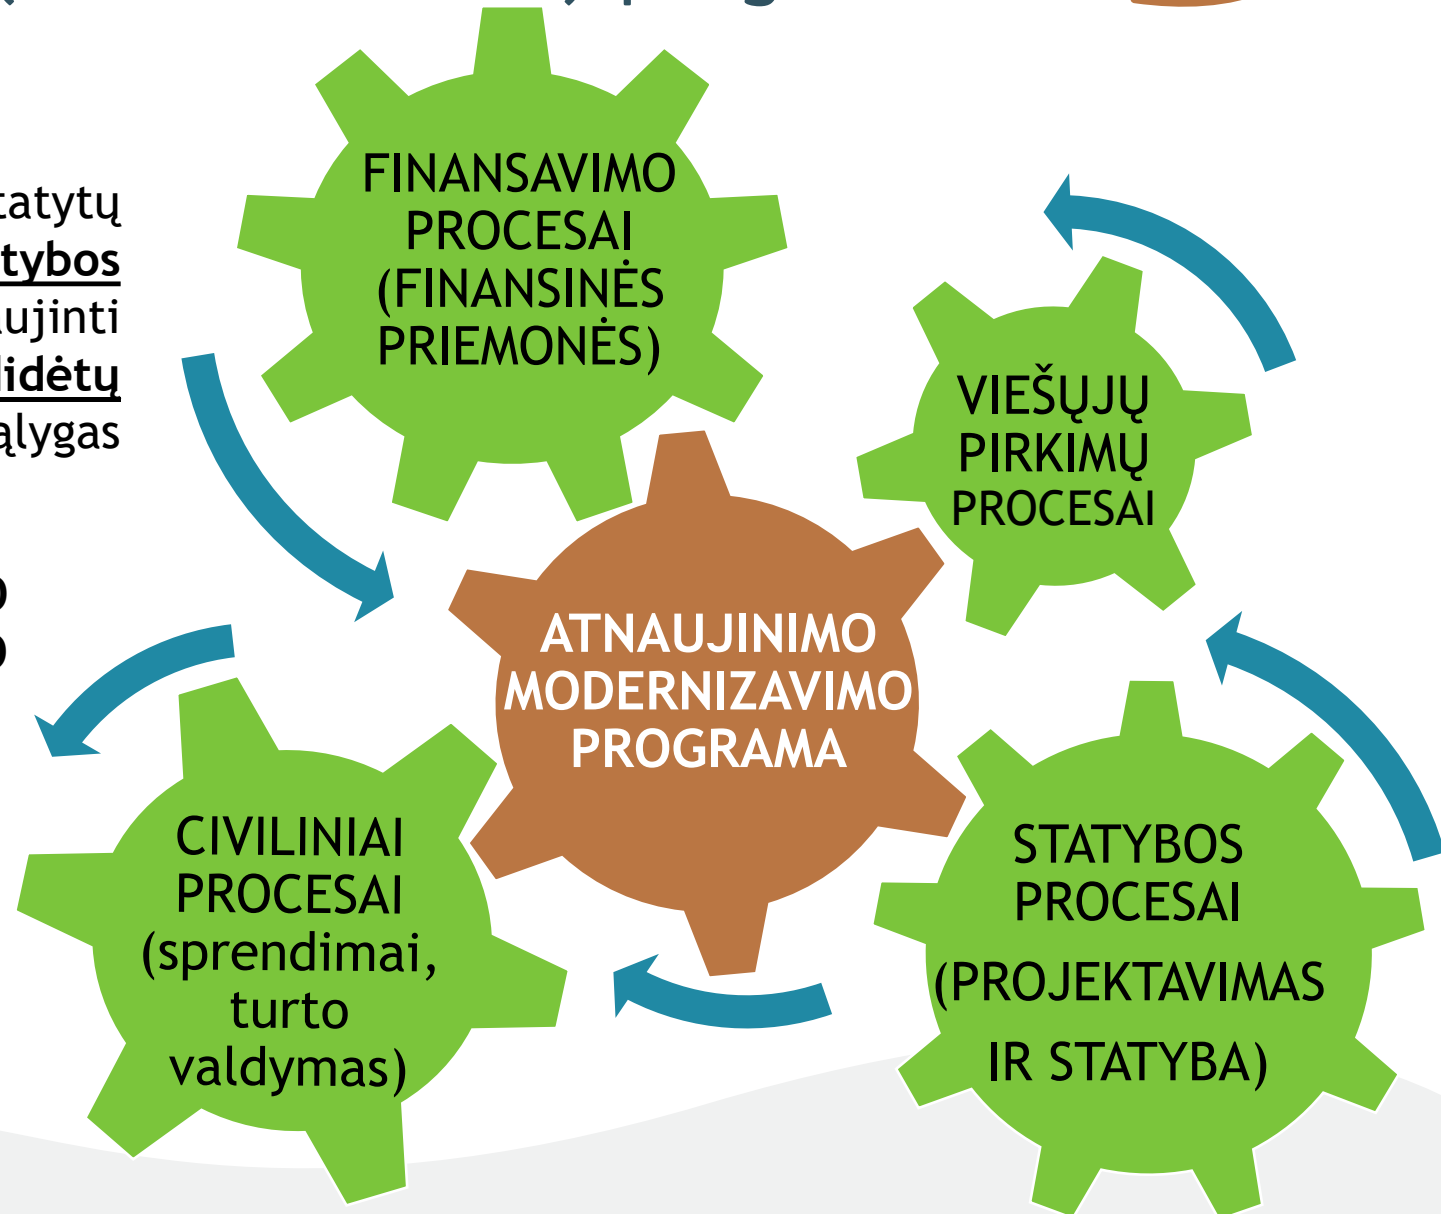 FINANSAVIMO
PROCESAI
(FINANSINĖS
PRIEMONĖS)
VIEŠŲJŲ
PIRKIMŲ
PROCESAI
ATNAUJINIMO
MODERNIZAVIMO
PROGRAMA
CIVILINIAI
PROCESAI
(sprendimai,
turto
valdymas)
STATYBOS
PROCESAI
(PROJEKTAVIMAS
IR STATYBA)